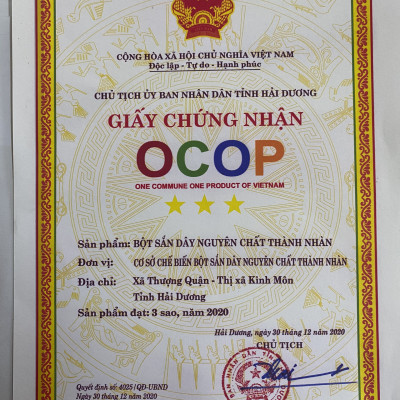 CỘNG HÒA XÃ HỘI CHỦ NGHĨA VIỆT NAM
Độc lập - Tự do - Hạnh phúc
CHỦ TỊCH ỦY BAN NHÂN DÂN TỈNH HẢI DƯƠNG
GIẤY CHỨNG NHẬN
OCOP
ONE COMMUNE ONE PRODUCT OF VIETNAM
Sản phẩm: BỘT SẮN DÂY NGUYÊN CHẤT THÀNH NHÀN
Đơn vị: CƠ SỞ CHẾ BIẾN BỘT SẮN DÂY NGUYÊN CHẤT THÀNH NHÀN
Địa chỉ: Xã Thượng Quận - Thị xã Kinh Môn
Tỉnh Hải Dương
Sản phẩm đạt: 3 sao, năm 2020
Hải Dương, ngày 30 tháng 12 năm 2020
CHỦ TỊCH
Quyết định số: 4025/QĐ-UBND
Ngày 30 tháng 12 năm 2020